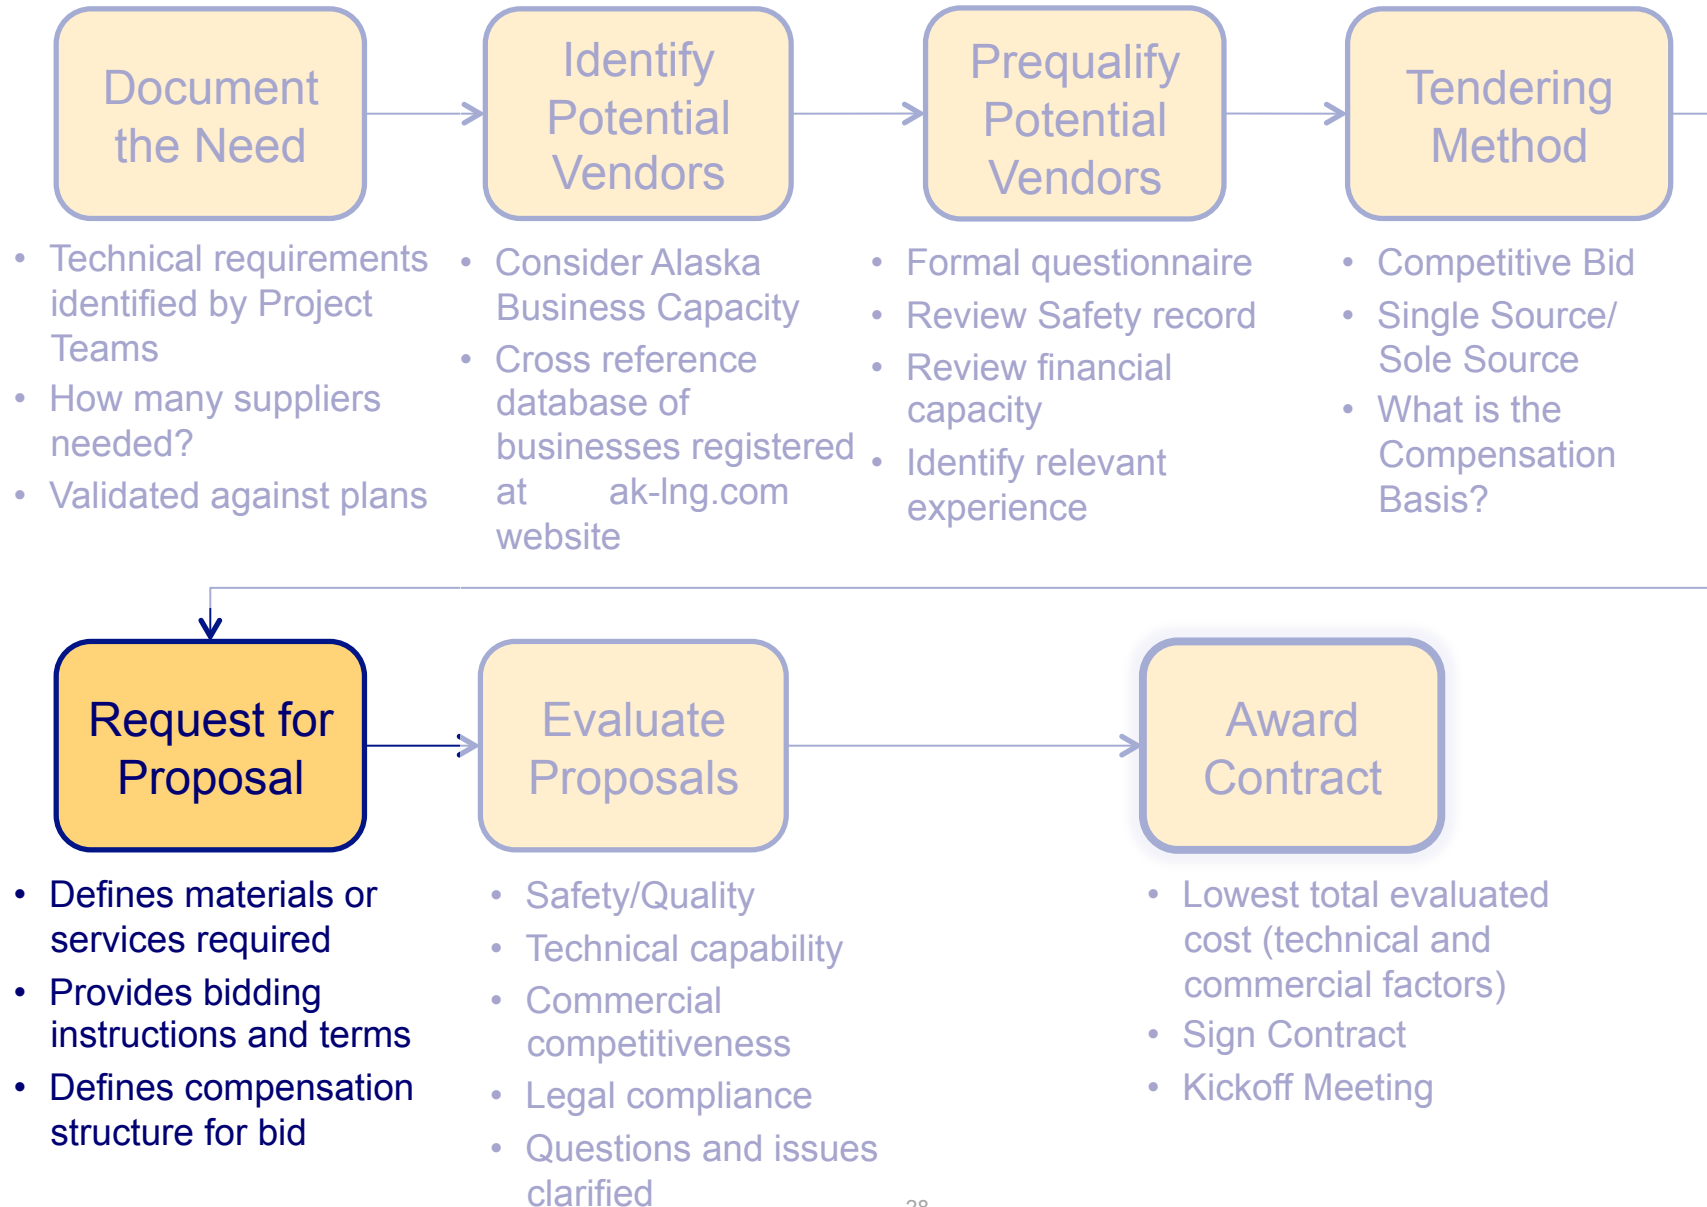 Document
the Need
Identify
Potential
Vendors
Prequalify
Potential
Vendors
Tendering
Method
• Technical requirements
identified by Project
Teams
• How many suppliers
needed?
• Validated against plans
• Consider Alaska
Business Capacity
• Cross reference
database of
businesses registered
at ak-lng.com
website
• Formal questionnaire
• Review Safety record
• Review financial
capacity
• Identify relevant
experience
• Competitive Bid
• Single Source/
Sole Source
• What is the
Compensation
Basis?
Request for
Proposal
Evaluate
Proposals
Award
Contract
• Defines materials or
services required
• Provides bidding
instructions and terms
• Defines compensation
structure for bid
• Safety/Quality
• Technical capability
• Commercial
competitiveness
• Legal compliance
• Questions and issues
clarified
• Lowest total evaluated
cost (technical and
commercial factors)
• Sign Contract
• Kickoff Meeting